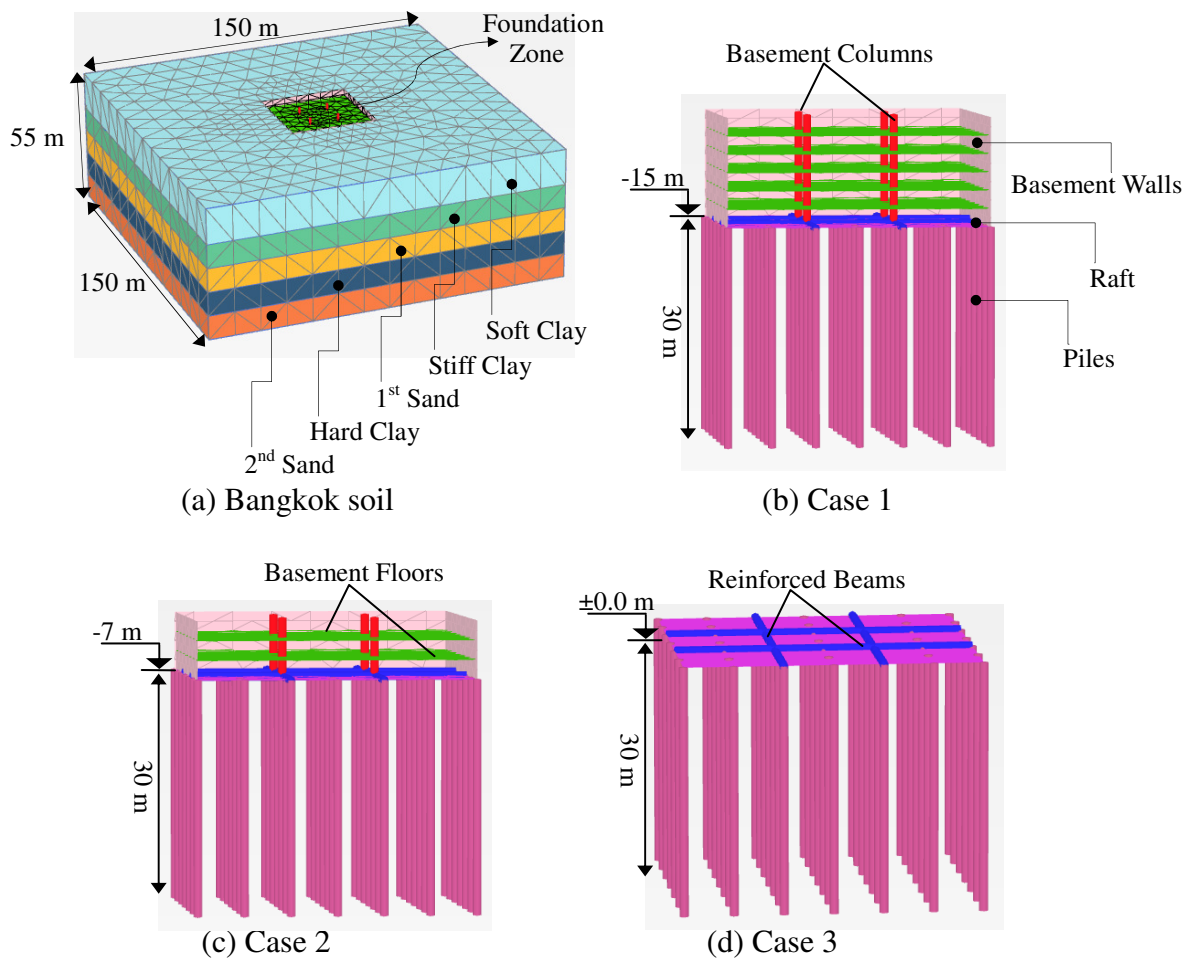 150 m
Foundation
Zone
55 m
150 m
Soft Clay
Stiff Clay
1st Sand
Hard Clay
2nd Sand
(a) Bangkok soil
Basement Columns
-15 m
Basement Walls
Raft
30 m
Piles
(b) Case 1
Basement Floors
-7 m
30 m
(c) Case 2
Reinforced Beams
±0.0 m
30 m
(d) Case 3